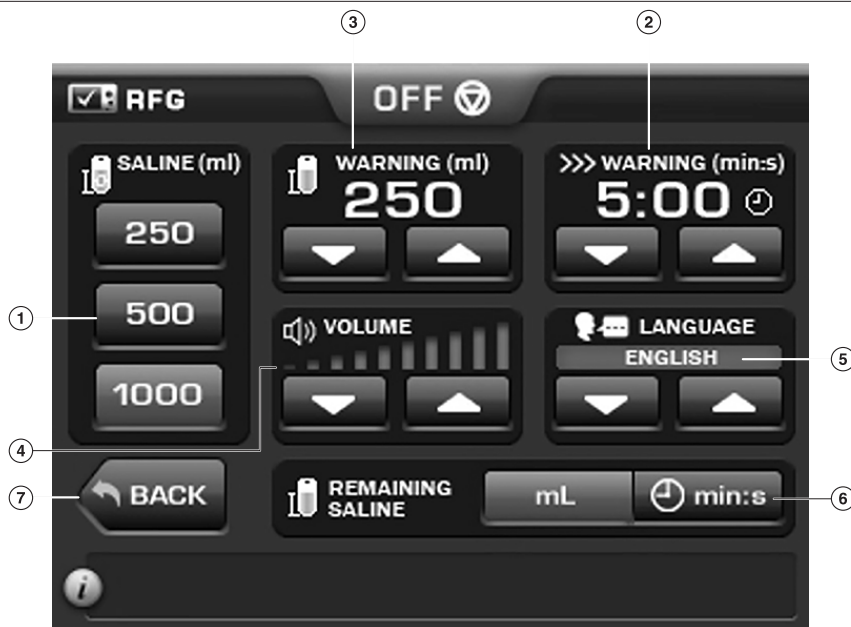 3
2
RFG
OFF
SALINE (ml)
250
500
1000
WARNING (ml)
250
>>> WARNING (min:s)
5:00
1
VOLUME
LANGUAGE
ENGLISH
5
4
7
BACK
REMAINING
SALINE
mL
min:s
6
i